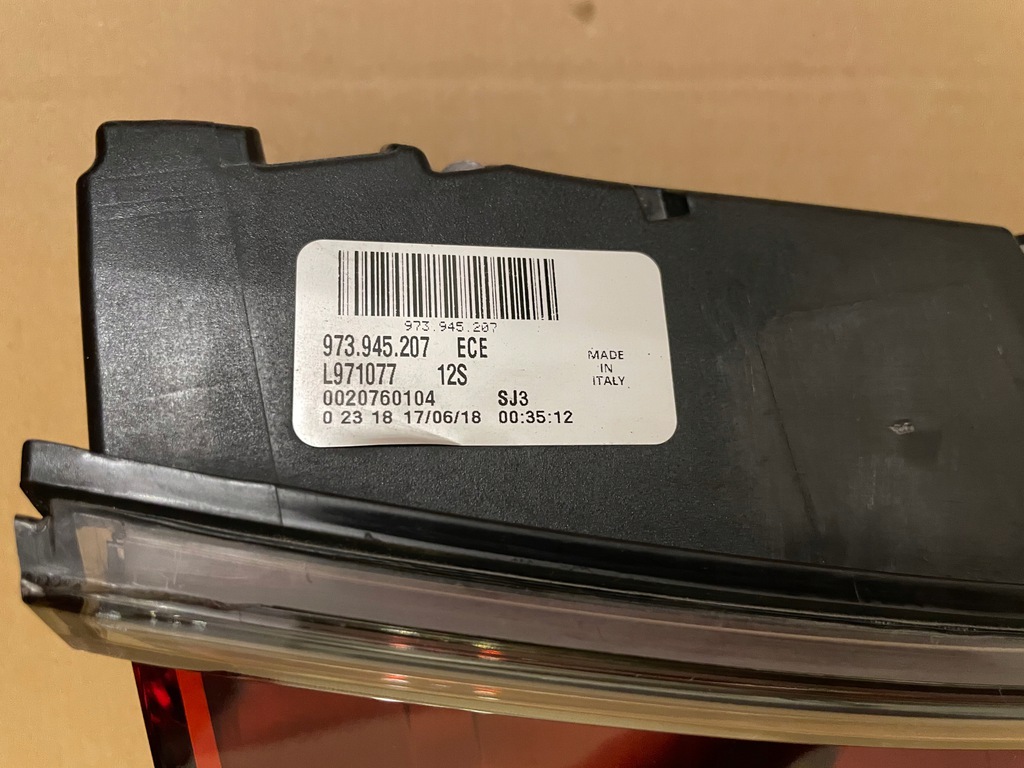 973.945.207
973.945.207 ECE
L971077 12S
0020760104 SJ3
0 23 18 17/06/18 00:35:12
MADE
IN
ITALY